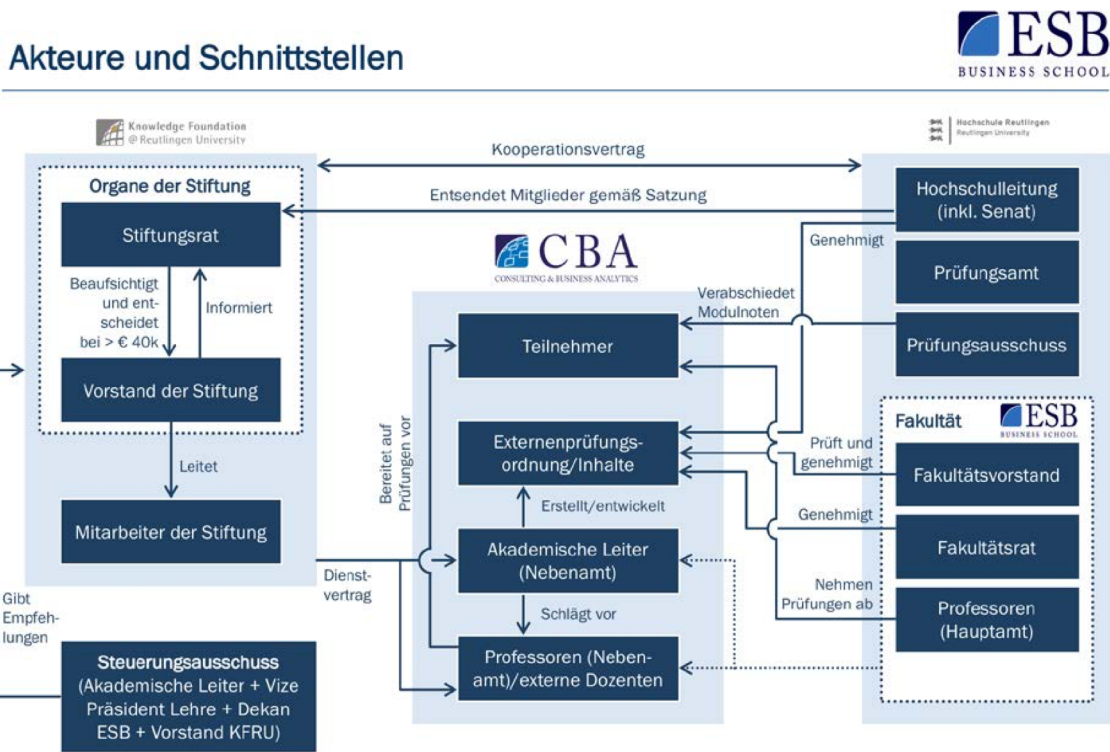 Akteure und Schnittstellen
ESB
BUSINESS SCHOOL
Knowledge Foundation
@ Reutlingen University
Hochschule Reutlingen
Reutlingen University
Kooperationsvertrag
Entsendet Mitglieder gemäß Satzung
Organe der Stiftung
Stiftungsrat
Beaufsichtigt
und ent-
scheidet
bei > € 40k
Informiert
Vorstand der Stiftung
Leitet
Mitarbeiter der Stiftung
Gibt
Empfeh-
lungen
Steuerungsausschuss
(Akademische Leiter + Vize
Präsident Lehre + Dekan
ESB + Vorstand KFRU)
Dienst-
vertrag
Bereitet auf
Prüfungen vor
CBA
CONSULTING & BUSINESS ANALYTICS
Teilnehmer
Externenprüfungs-
ordnung/Inhalte
Erstellt/entwickelt
Akademische Leiter
(Nebenamt)
Schlägt vor
Professoren (Neben-
amt)/externe Dozenten
Genehmigt
Verabschiedet
Modulnoten
Prüft und
genehmigt
Genehmigt
Nehmen
Prüfungen ab
Hochschulleitung
(inkl. Senat)
Prüfungsamt
Prüfungsausschuss
Fakultät
ESB
BUSINESS SCHOOL
Fakultätsvorstand
Fakultätsrat
Professoren
(Hauptamt)